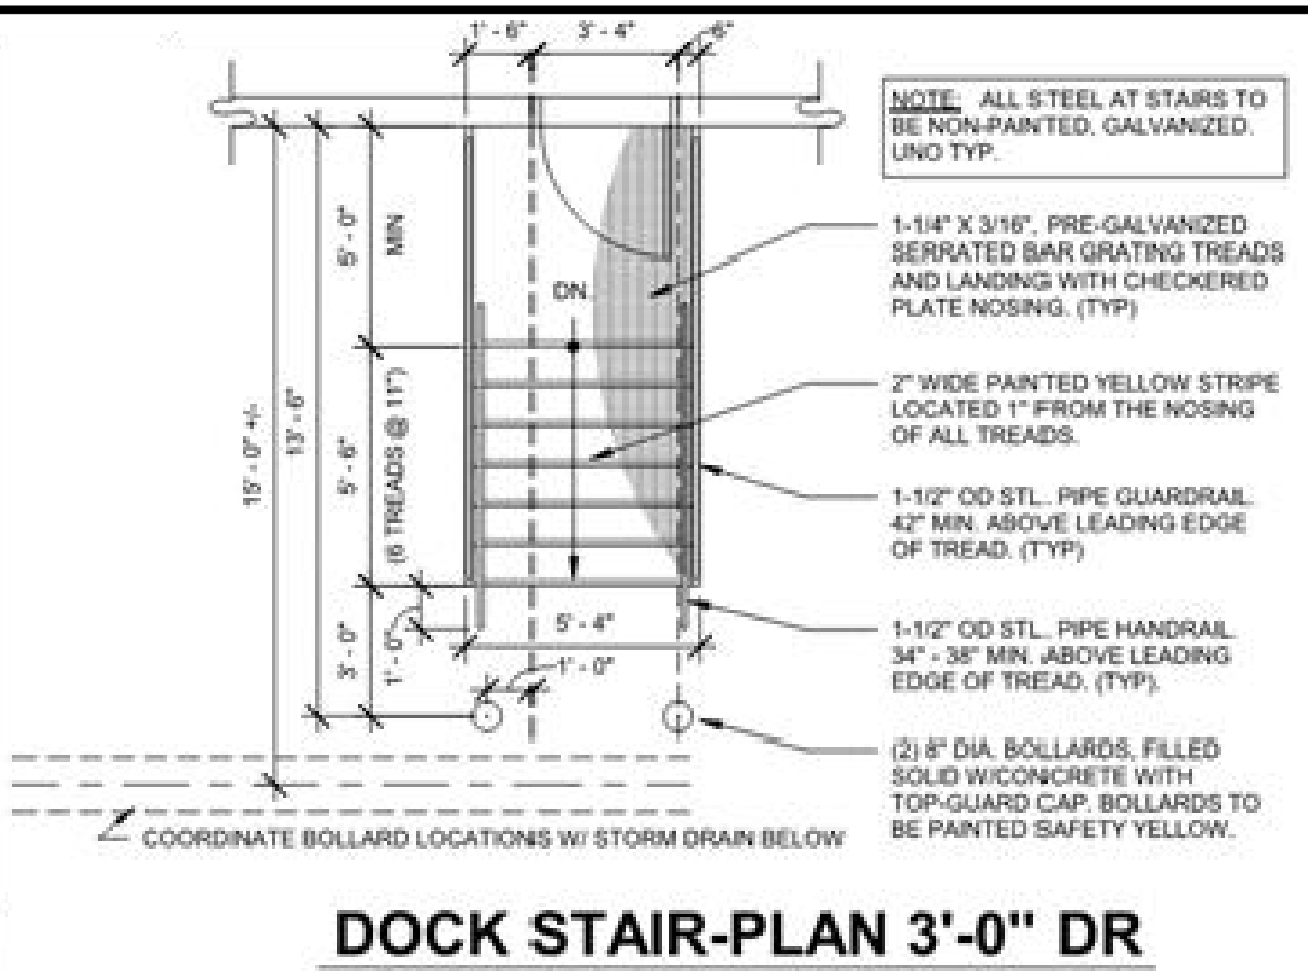 1' - 6" 3' - 4" 6"
NOTE: ALL STEEL AT STAIRS TO
BE NON-PAINTED, GALVANIZED,
UNO TYP.
5' - 0"
MIN
DN.
1-1/4" X 3/16", PRE-GALVANIZED
SERRATED BAR GRATING TREADS
AND LANDING WITH CHECKERED
PLATE NOSING. (TYP)
15' - 0" +/-
13' - 6"
5' - 6"
(6 TREADS @ 11")
2" WIDE PAINTED YELLOW STRIPE
LOCATED 1" FROM THE NOSING
OF ALL TREADS.
1-1/2" OD STL. PIPE GUARDRAIL
42" MIN. ABOVE LEADING EDGE
OF TREAD. (TYP)
3' - 0"
1' - 0"
5' - 4"
1' - 0"
1-1/2" OD STL. PIPE HANDRAIL
34" - 38" MIN. ABOVE LEADING
EDGE OF TREAD. (TYP).
(2) 8" DIA. BOLLARDS, FILLED
SOLID W/CONCRETE WITH
TOP-GUARD CAP. BOLLARDS TO
BE PAINTED SAFETY YELLOW.
COORDINATE BOLLARD LOCATIONS W/ STORM DRAIN BELOW
DOCK STAIR-PLAN 3'-0" DR